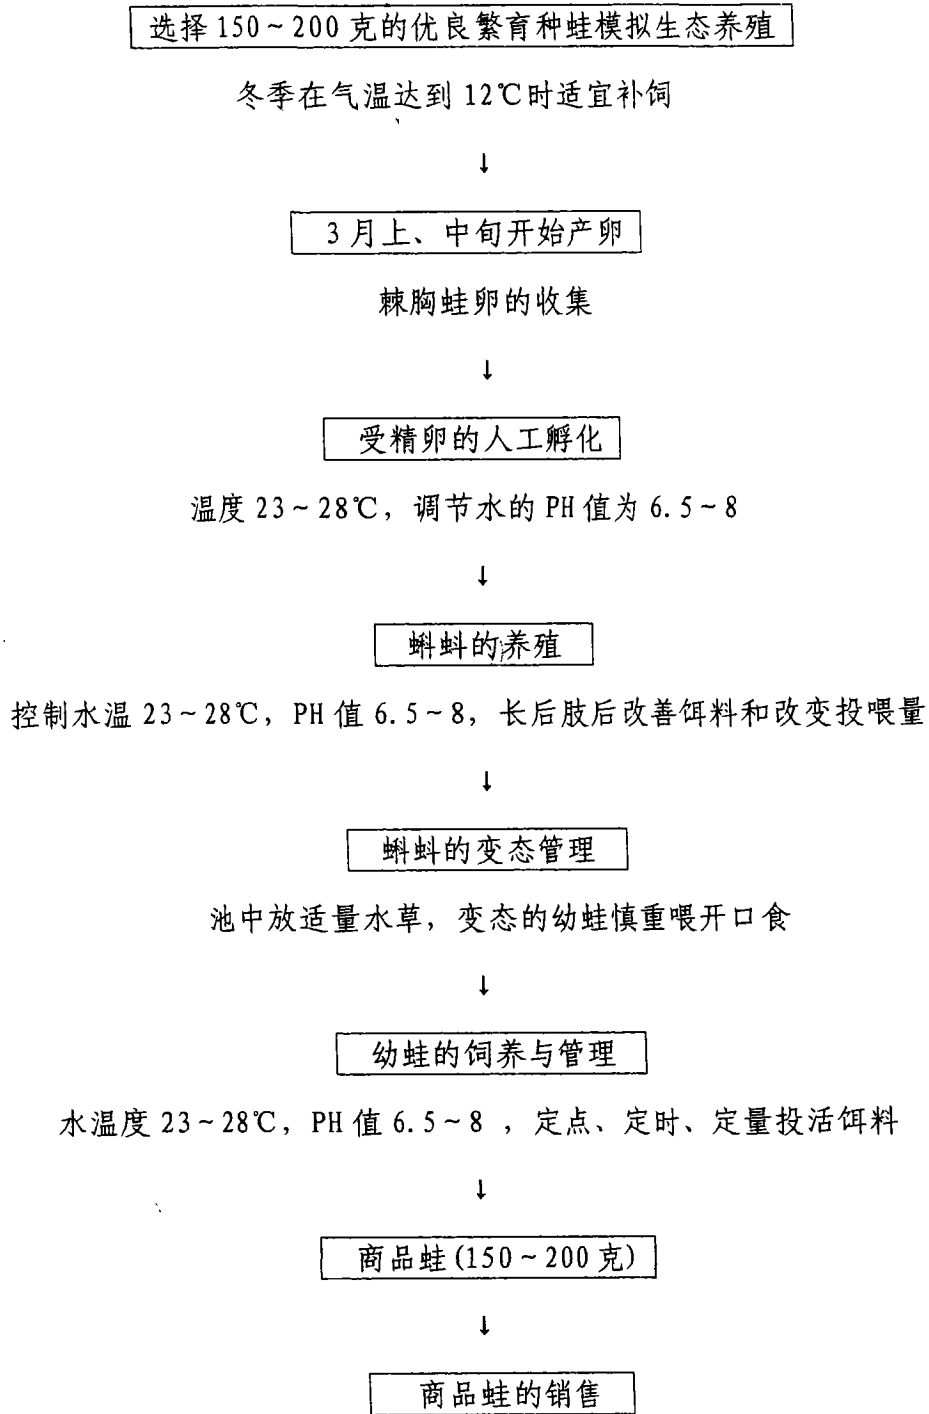 选择150~200克的优良繁育种蛙模拟生态养殖
冬季在气温达到12℃时适宜补饲
↓
3月上、中旬开始产卵
棘胸蛙卵的收集
↓
受精卵的人工孵化
温度23~28℃，调节水的PH值为6.5~8
↓
蝌蚪的养殖
控制水温23~28℃，PH值6.5~8，长后肢后改善饵料和改变投喂量
↓
蝌蚪的变态管理
池中放适量水草，变态的幼蛙慎重喂开口食
↓
幼蛙的饲养与管理
水温度23~28℃，PH值6.5~8 ，定点、定时、定量投活饵料
↓
商品蛙(150~200克)
↓
商品蛙的销售